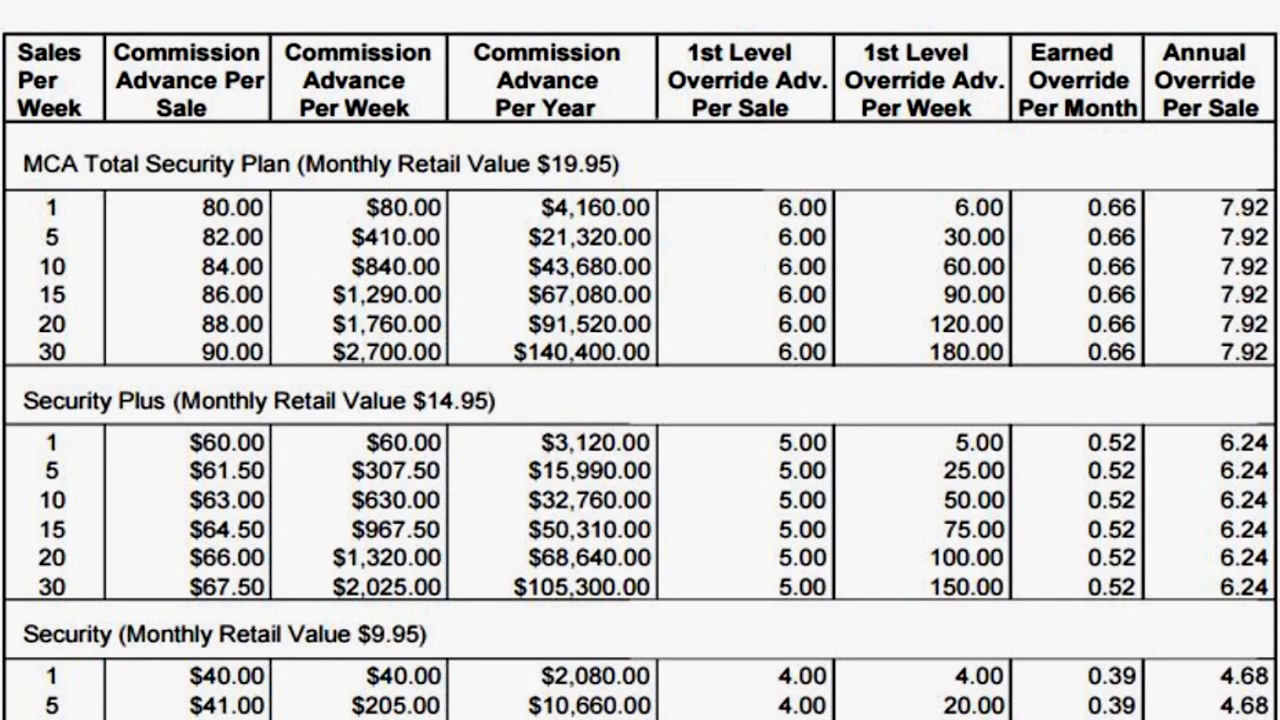 Sales Per Week Commission Advance Per Sale Commission Advance Per Week Commission Advance Per Year 1st Level Override Adv. Per Sale 1st Level Override Adv. Per Week Earned Override Per Month Annual Override Per Sale
MCA Total Security Plan (Monthly Retail Value $19.95)
1 80.00 $80.00 $4,160.00 6.00 6.00 0.66 7.92
5 82.00 $410.00 $21,320.00 6.00 30.00 0.66 7.92
10 84.00 $840.00 $43,680.00 6.00 60.00 0.66 7.92
15 86.00 $1,290.00 $67,080.00 6.00 90.00 0.66 7.92
20 88.00 $1,760.00 $91,520.00 6.00 120.00 0.66 7.92
30 90.00 $2,700.00 $140,400.00 6.00 180.00 0.66 7.92
Security Plus (Monthly Retail Value $14.95)
1 $60.00 $60.00 $3,120.00 5.00 5.00 0.52 6.24
5 $61.50 $307.50 $15,990.00 5.00 25.00 0.52 6.24
10 $63.00 $630.00 $32,760.00 5.00 50.00 0.52 6.24
15 $64.50 $967.50 $50,310.00 5.00 75.00 0.52 6.24
20 $66.00 $1,320.00 $68,640.00 5.00 100.00 0.52 6.24
30 $67.50 $2,025.00 $105,300.00 5.00 150.00 0.52 6.24
Security (Monthly Retail Value $9.95)
1 $40.00 $40.00 $2,080.00 4.00 4.00 0.39 4.68
5 $41.00 $205.00 $10,660.00 4.00 20.00 0.39 4.68